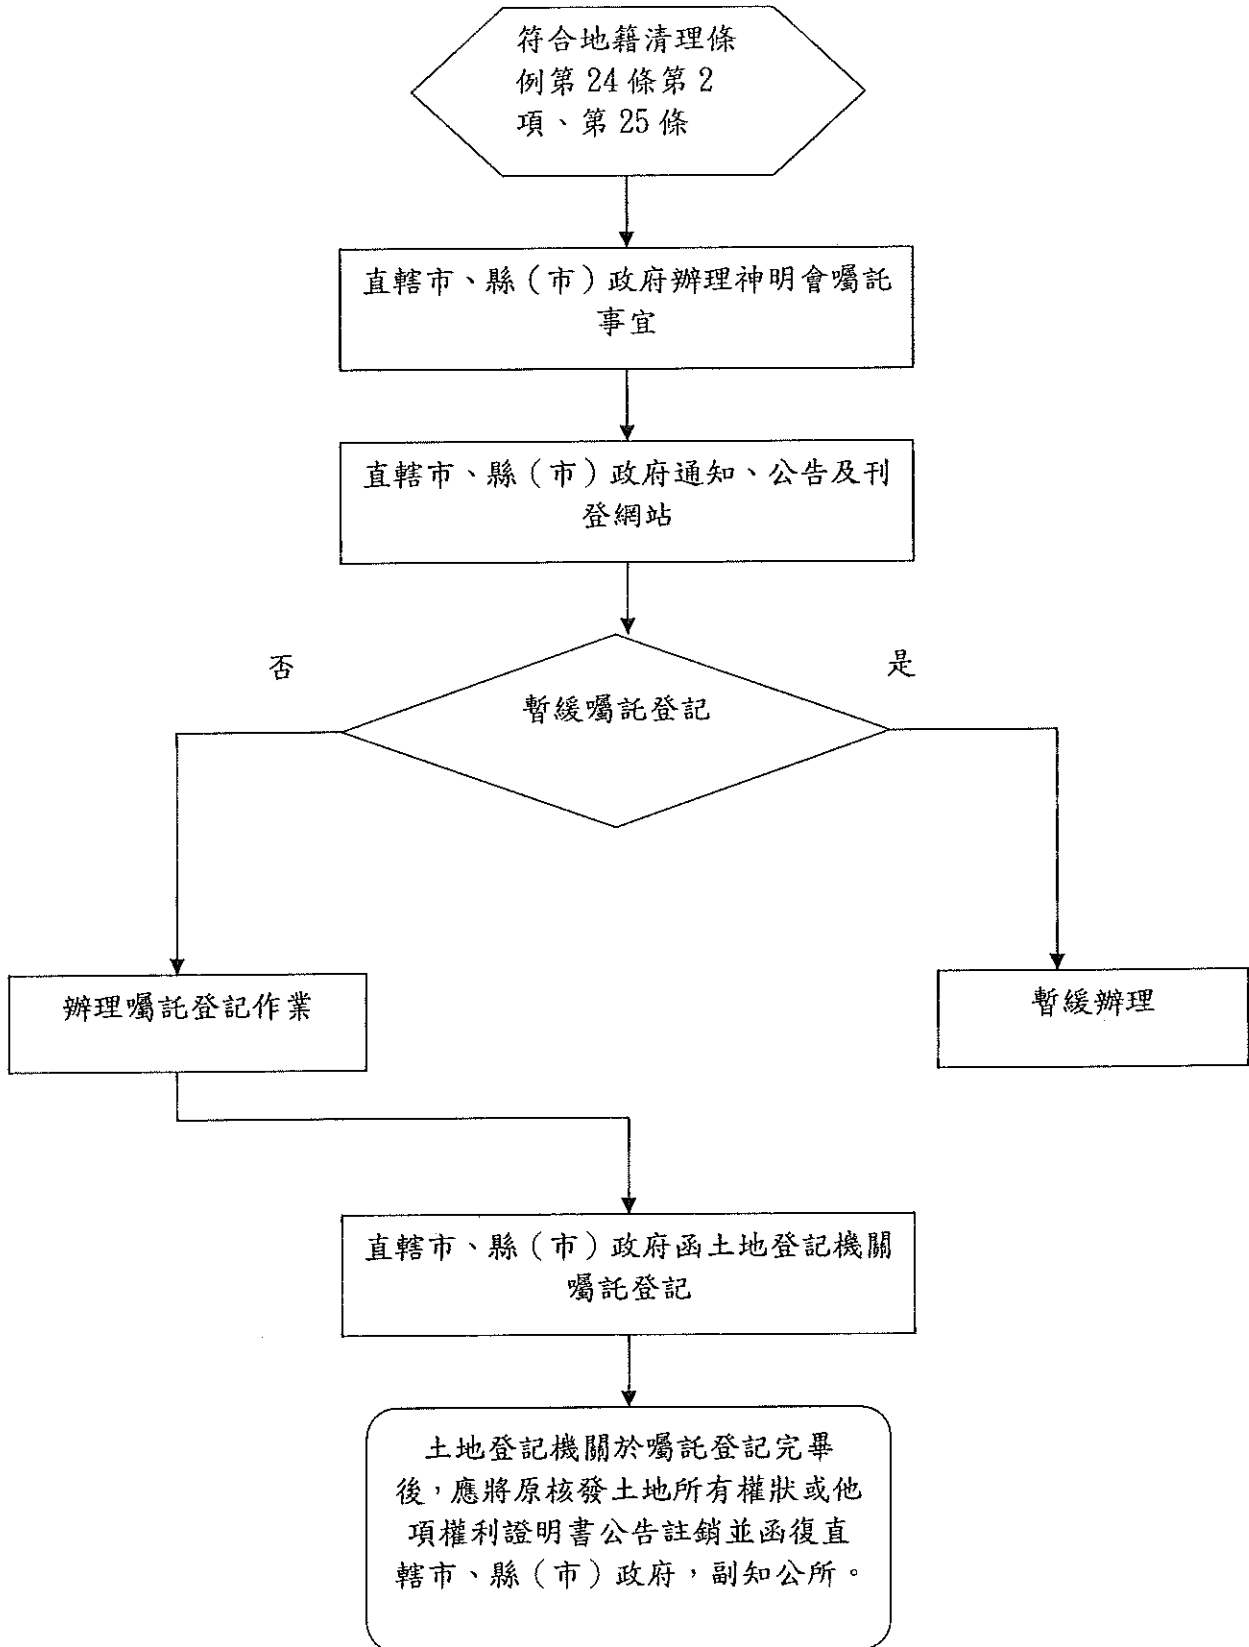 符合地籍清理條
例第24條第2
項、第25條
直轄市、縣（市）政府辦理神明會囑託
事宜
直轄市、縣（市）政府通知、公告及刊
登網站
否
是
暫緩囑託登記
辦理囑託登記作業
暫緩辦理
直轄市、縣（市）政府函土地登記機關
囑託登記
土地登記機關於囑託登記完畢
後，應將原核發土地所有權狀或他
項權利證明書公告註銷並函復直
轄市、縣（市）政府，副知公所。